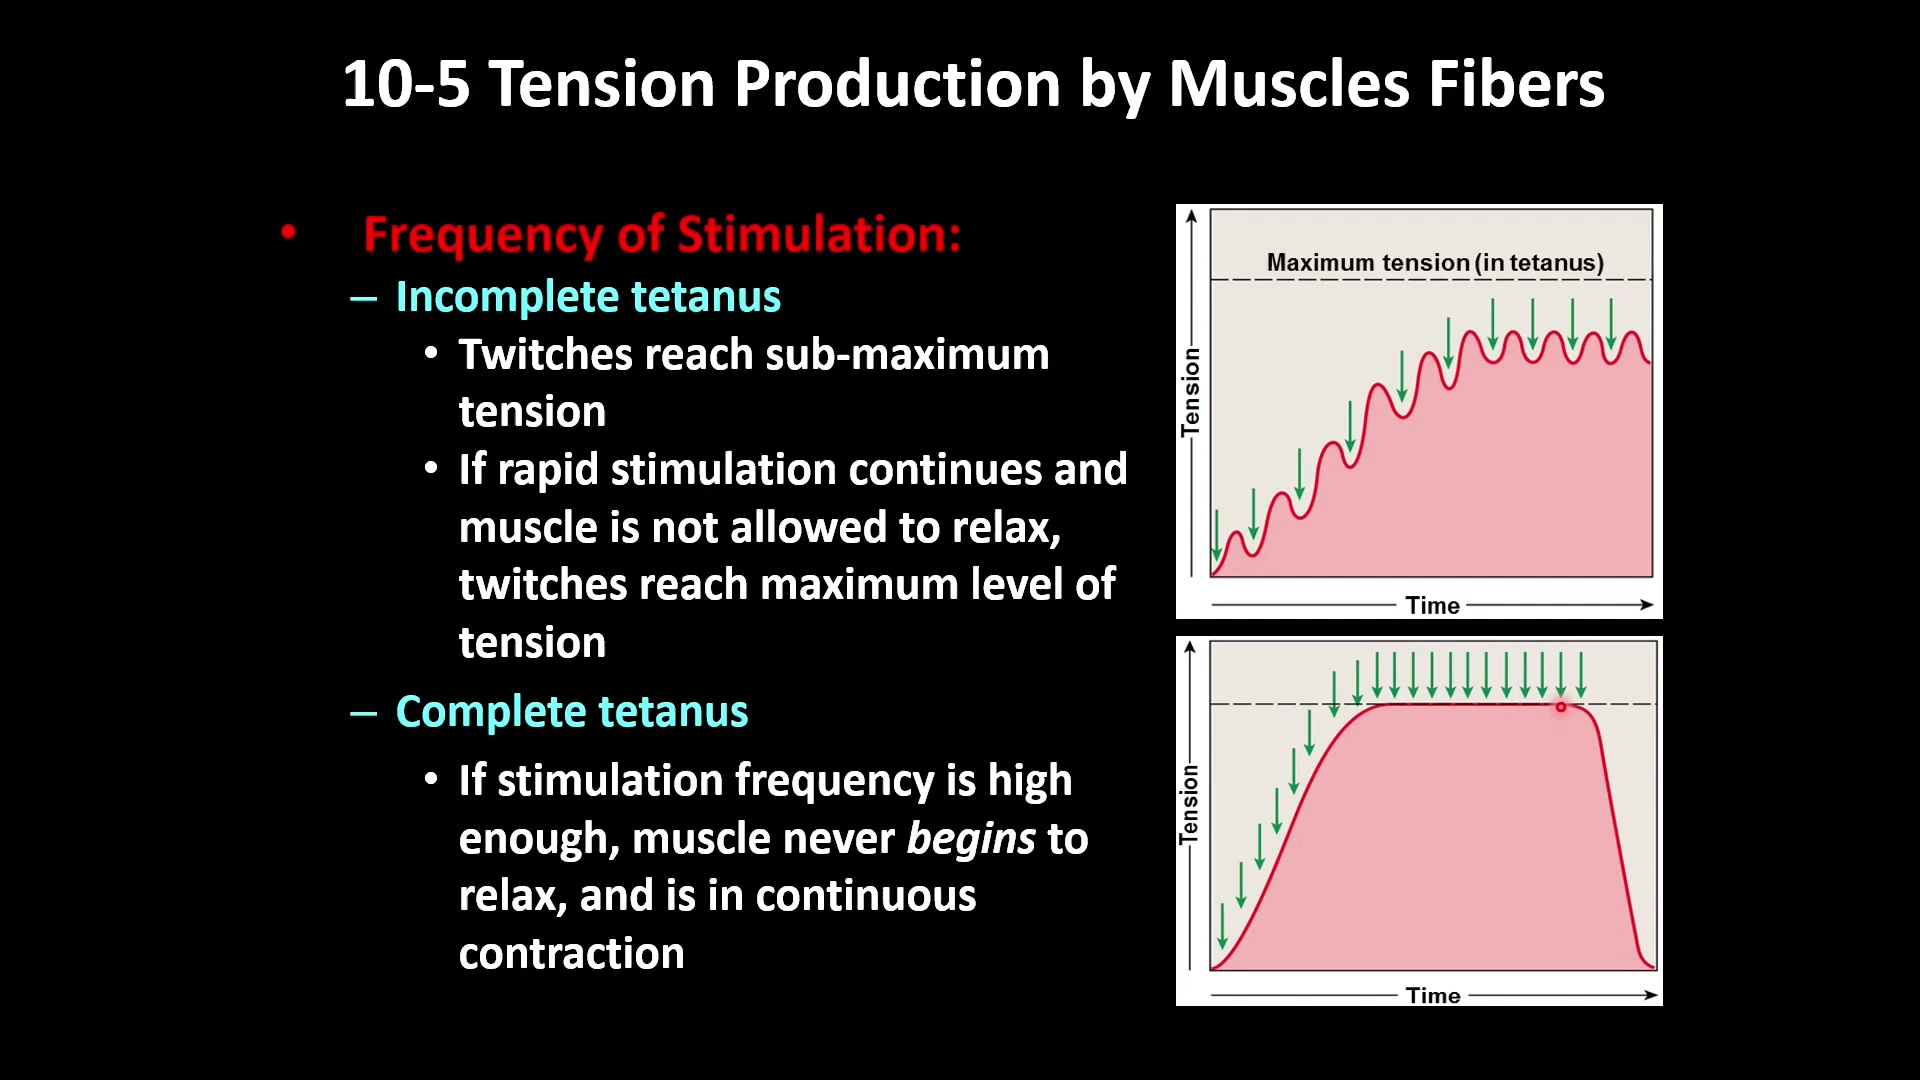 10-5 Tension Production by Muscles Fibers
• Frequency of Stimulation:
– Incomplete tetanus
• Twitches reach sub-maximum
tension
• If rapid stimulation continues and
muscle is not allowed to relax,
twitches reach maximum level of
tension
– Complete tetanus
• If stimulation frequency is high
enough, muscle never begins to
relax, and is in continuous
contraction
Maximum tension (in tetanus)
Tension
Time
Tension
Time